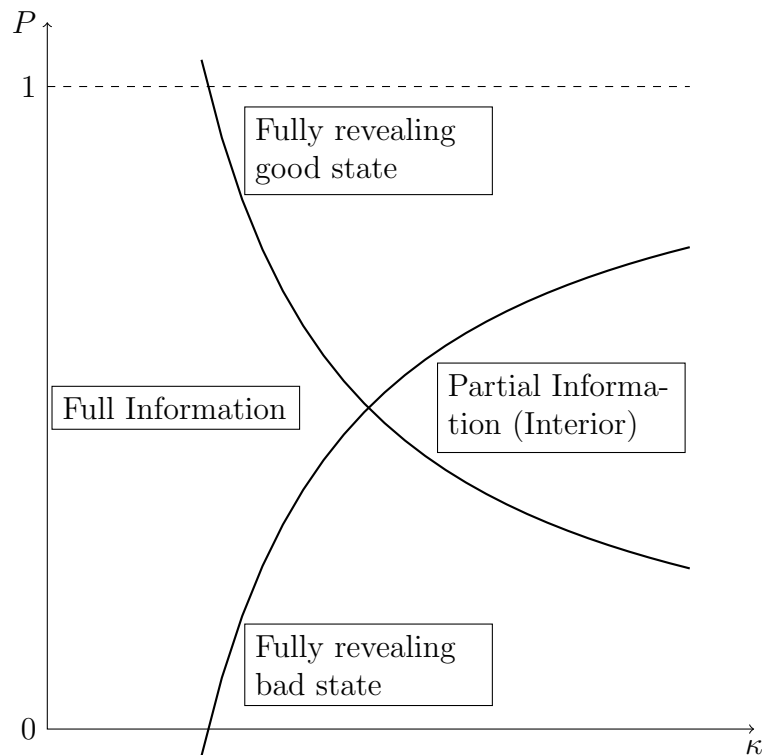 P
1
Fully revealing
good state
Partial Informa-
tion (Interior)
Full Information
Fully revealing
bad state
0
κ